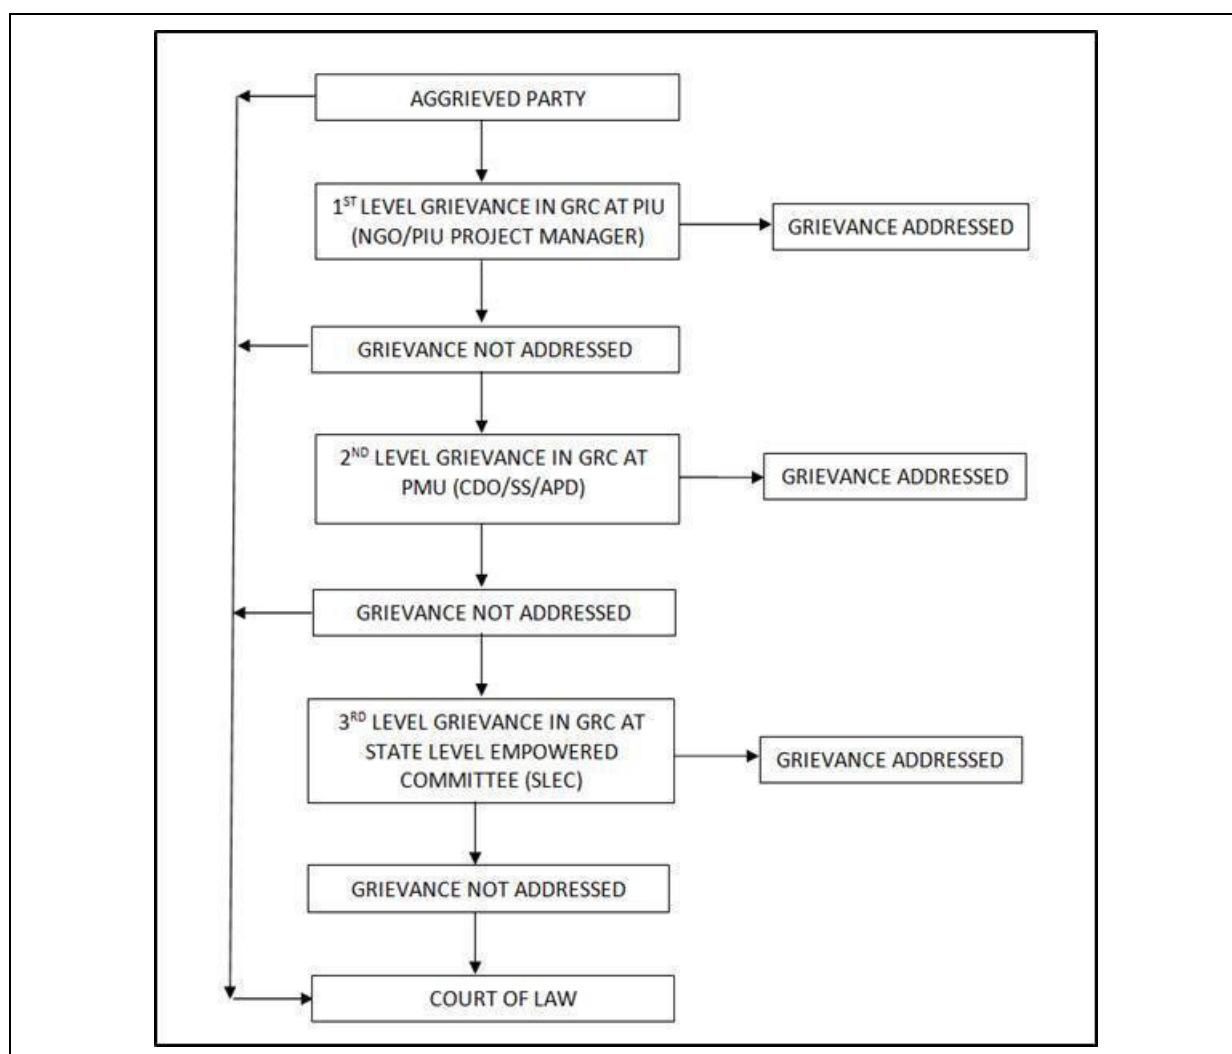 AGGRIEVED PARTY
1ST LEVEL GRIEVANCE IN GRC AT PIU
(NGO/PIU PROJECT MANAGER)
GRIEVANCE ADDRESSED
GRIEVANCE NOT ADDRESSED
2ND LEVEL GRIEVANCE IN GRC AT
PMU (CDO/SS/APD)
GRIEVANCE ADDRESSED
GRIEVANCE NOT ADDRESSED
3RD LEVEL GRIEVANCE IN GRC AT
STATE LEVEL EMPOWERED
COMMITTEE (SLEC)
GRIEVANCE ADDRESSED
GRIEVANCE NOT ADDRESSED
COURT OF LAW